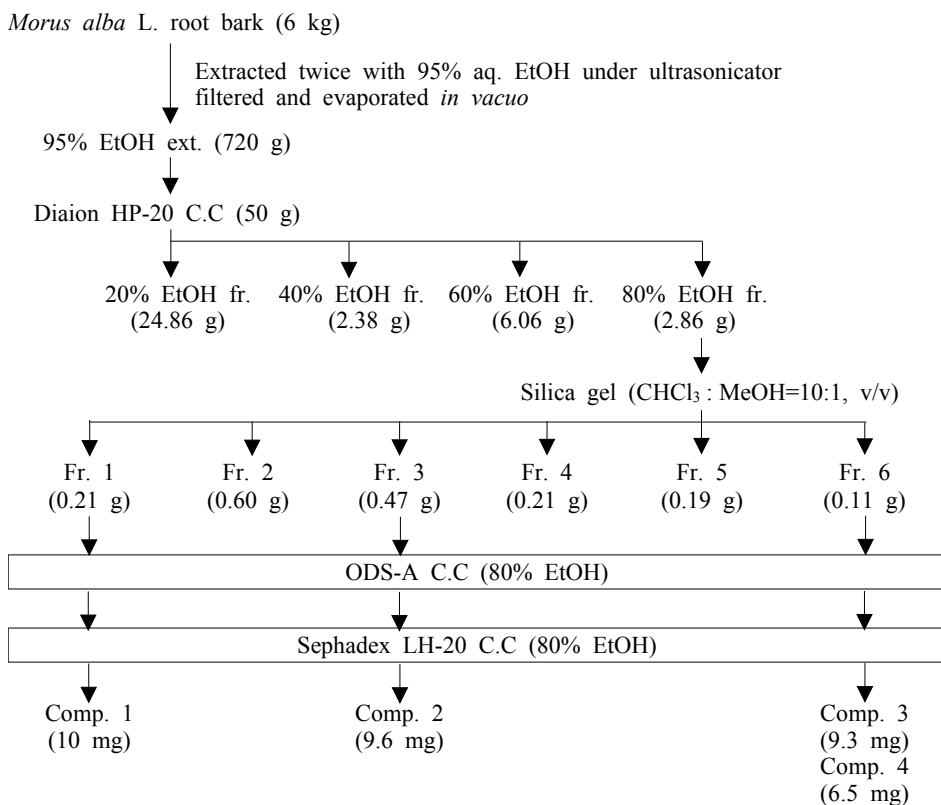 Morus alba L. root bark (6 kg)
Extracted twice with 95% aq. EtOH under ultrasonicator
filtered and evaporated in vacuo
95% EtOH ext. (720 g)
Diaion HP-20 C.C (50 g)
20% EtOH fr. 40% EtOH fr. 60% EtOH fr. 80% EtOH fr.
(24.86 g) (2.38 g) (6.06 g) (2.86 g)
Silica gel (CHCl₃ : MeOH=10:1, v/v)
Fr. 1 Fr. 2 Fr. 3 Fr. 4 Fr. 5 Fr. 6
(0.21 g) (0.60 g) (0.47 g) (0.21 g) (0.19 g) (0.11 g)
ODS-A C.C (80% EtOH)
Sephadex LH-20 C.C (80% EtOH)
Comp. 1 Comp. 2 Comp. 3
(10 mg) (9.6 mg) (9.3 mg)
Comp. 4
(6.5 mg)